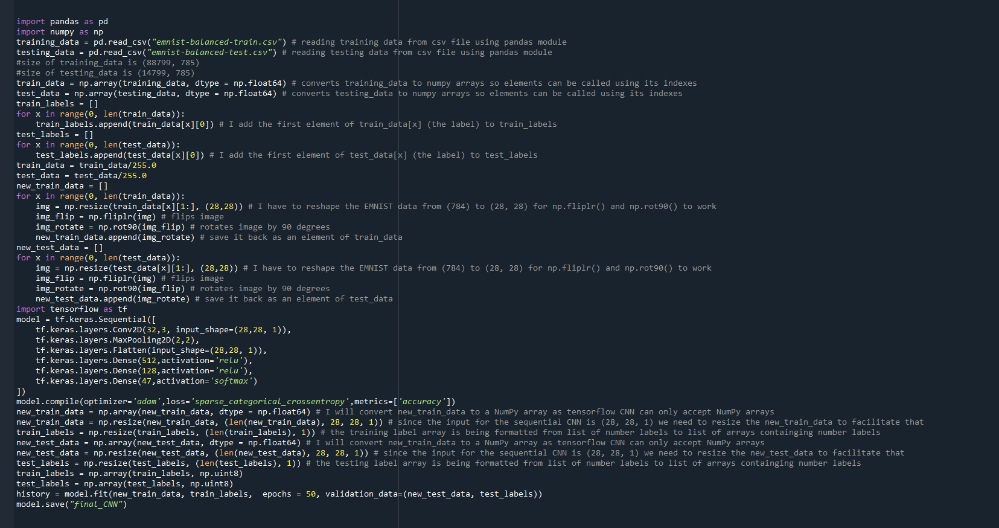 import pandas as pd
import numpy as np
training_data = pd.read_csv("emnist-balanced-train.csv") # reading training data from csv file using pandas module
testing_data = pd.read_csv("emnist-balanced-test.csv") # reading testing data from csv file using pandas module
#size of training_data is (88799, 785)
#size of testing_data is (14799, 785)
train_data = np.array(training_data, dtype = np.float64) # converts training_data to numpy arrays so elements can be called using its indexes
test_data = np.array(testing_data, dtype = np.float64) # converts testing_data to numpy arrays so elements can be called using its indexes
train_labels = []
for x in range(0, len(train_data)):
    train_labels.append(train_data[x][0]) # I add the first element of train_data[x] (the label) to train_labels
test_labels = []
for x in range(0, len(test_data)):
    test_labels.append(test_data[x][0]) # I add the first element of test_data[x] (the label) to test_labels
train_data = train_data/255.0
test_data = test_data/255.0
new_train_data = []
for x in range(0, len(train_data)):
    img = np.resize(train_data[x][1:], (28,28)) # I have to reshape the EMNIST data from (784) to (28, 28) for np.fliplr() and np.rot90() to work
    img_flip = np.fliplr(img) # flips image
    img_rotate = np.rot90(img_flip) # rotates image by 90 degrees
    new_train_data.append(img_rotate) # save it back as an element of train_data
new_test_data = []
for x in range(0, len(test_data)):
    img = np.resize(test_data[x][1:], (28,28)) # I have to reshape the EMNIST data from (784) to (28, 28) for np.fliplr() and np.rot90() to work
    img_flip = np.fliplr(img) # flips image
    img_rotate = np.rot90(img_flip) # rotates image by 90 degrees
    new_test_data.append(img_rotate) # save it back as an element of test_data
import tensorflow as tf
model = tf.keras.Sequential([
    tf.keras.layers.Conv2D(32,3, input_shape=(28,28, 1)),
    tf.keras.layers.MaxPooling2D(2,2),
    tf.keras.layers.Flatten(input_shape=(28,28, 1)),
    tf.keras.layers.Dense(512,activation='relu'),
    tf.keras.layers.Dense(128,activation='relu'),
    tf.keras.layers.Dense(47,activation='softmax')
])
model.compile(optimizer='adam',loss='sparse_categorical_crossentropy',metrics=['accuracy'])
new_train_data = np.array(new_train_data, dtype = np.float64) # I will convert new_train_data to a NumPy array as tensorflow CNN can only accept NumPy arrays
new_train_data = np.resize(new_train_data, (len(new_train_data), 28, 28, 1)) # since the input for the sequential CNN is (28, 28, 1) we need to resize the new_train_data to facilitate that
train_labels = np.resize(train_labels, (len(train_labels), 1)) # the training label array is being formatted from list of number labels to list of arrays containging number labels
new_test_data = np.array(new_test_data, dtype = np.float64) # I will convert new_train_data to a NumPy array as tensorflow CNN can only accept NumPy arrays
new_test_data = np.resize(new_test_data, (len(new_test_data), 28, 28, 1)) # since the input for the sequential CNN is (28, 28, 1) we need to resize the new_test_data to facilitate that
test_labels = np.resize(test_labels, (len(test_labels), 1)) # the testing label array is being formatted from list of number labels to list of arrays containging number labels
train_labels = np.array(train_labels, np.uint8)
test_labels = np.array(test_labels, np.uint8)
history = model.fit(new_train_data, train_labels,  epochs = 50, validation_data=(new_test_data, test_labels))
model.save("final_CNN")